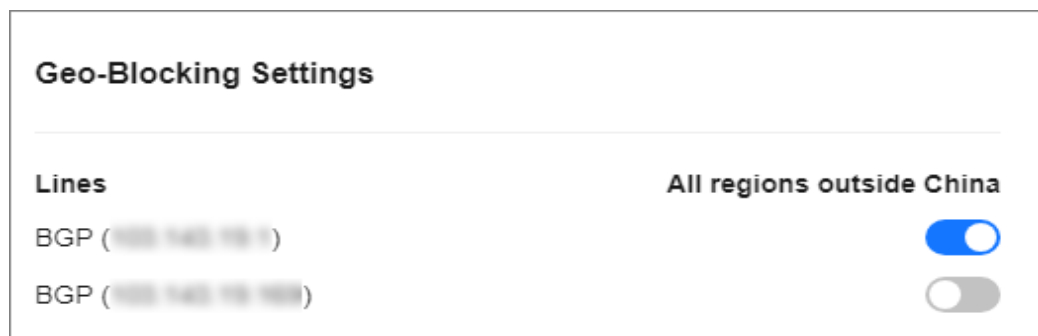 Geo-Blocking Settings
Lines All regions outside China
BGP ( )
BGP ( )